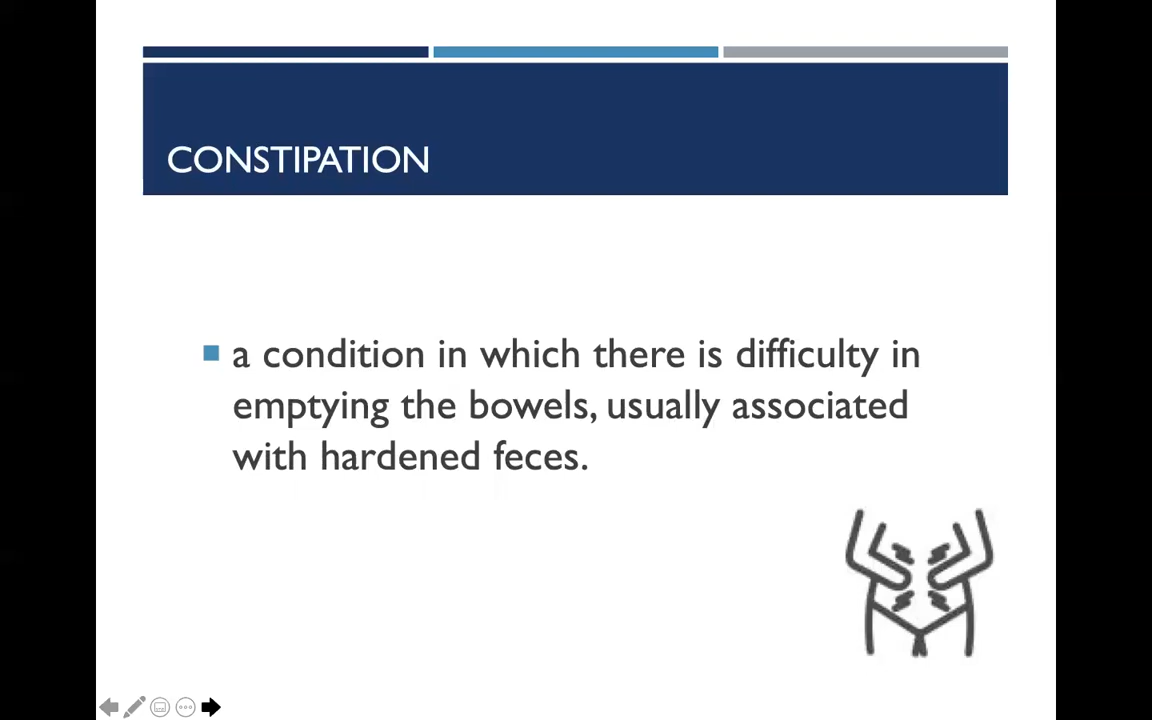 CONSTIPATION
a condition in which there is difficulty in
emptying the bowels, usually associated
with hardened feces.